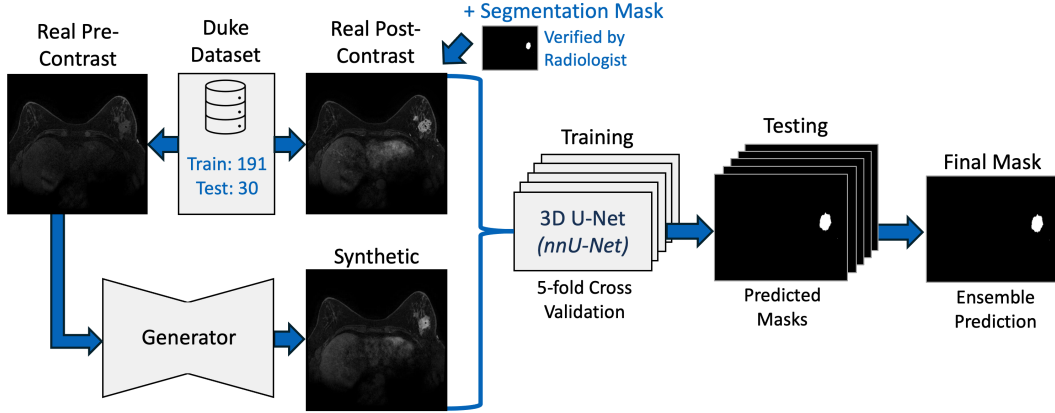 Real Pre-
Contrast
Duke
Dataset
Train: 191
Test: 30
Real Post-
Contrast
+ Segmentation Mask
Verified by
Radiologist
Generator
Synthetic
Training
3D U-Net
(nnU-Net)
5-fold Cross
Validation
Testing
Predicted
Masks
Final Mask
Ensemble
Prediction